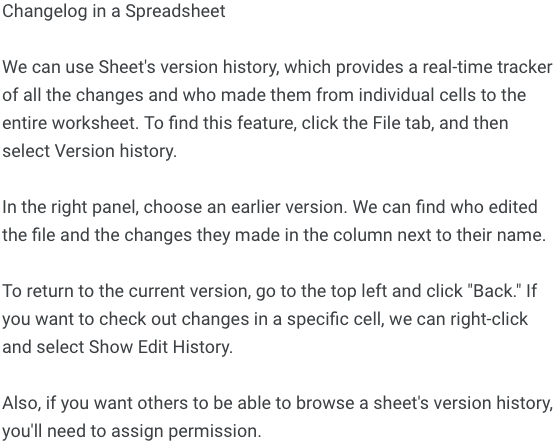 Changelog in a Spreadsheet
We can use Sheet's version history, which provides a real-time tracker
of all the changes and who made them from individual cells to the
entire worksheet. To find this feature, click the File tab, and then
select Version history.
In the right panel, choose an earlier version. We can find who edited
the file and the changes they made in the column next to their name.
To return to the current version, go to the top left and click "Back." If
you want to check out changes in a specific cell, we can right-click
and select Show Edit History.
Also, if you want others to be able to browse a sheet's version history,
you'll need to assign permission.